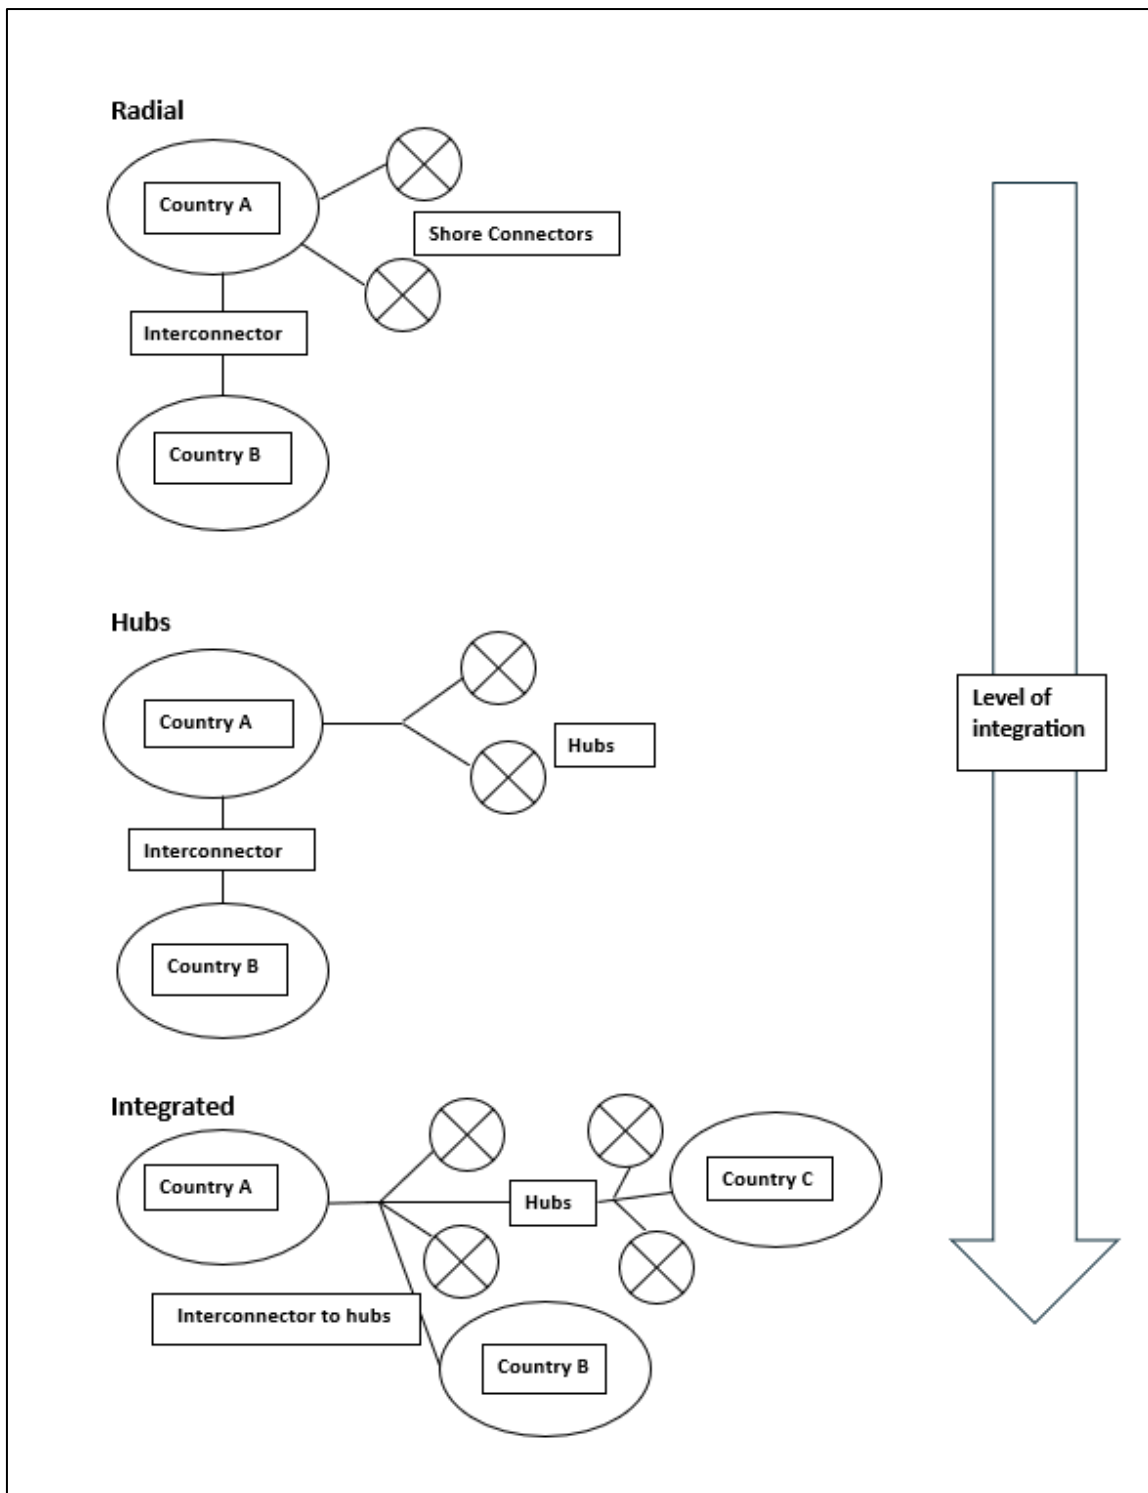 Radial
Country A
Shore Connectors
Interconnector
Country B
Hubs
Country A
Hubs
Interconnector
Country B
Level of
integration
Integrated
Country A
Country C
Hubs
Interconnector to hubs
Country B